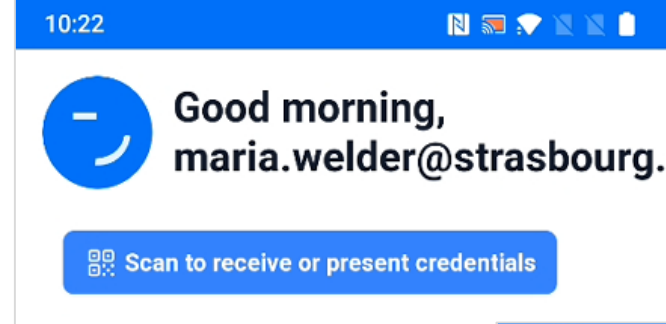 10:22
Good morning,
maria.welder@strasbourg.
Scan to receive or present credentials